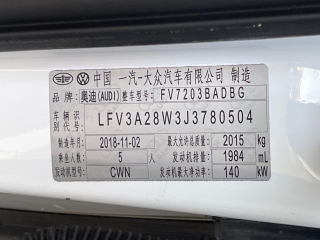 中国 一汽-大众汽车有限公司 制造
品牌: 奥迪(AUDI) 整车型号: FV7203BADBG
车辆识别代号 LFV3A28W3J3780504
制造年月 2018-11-02 最大允许总质量 2015 kg
乘坐人数 5 人 发动机排量 1984 mL
发动机型号 CWN 发动机最大净功率 140 kW